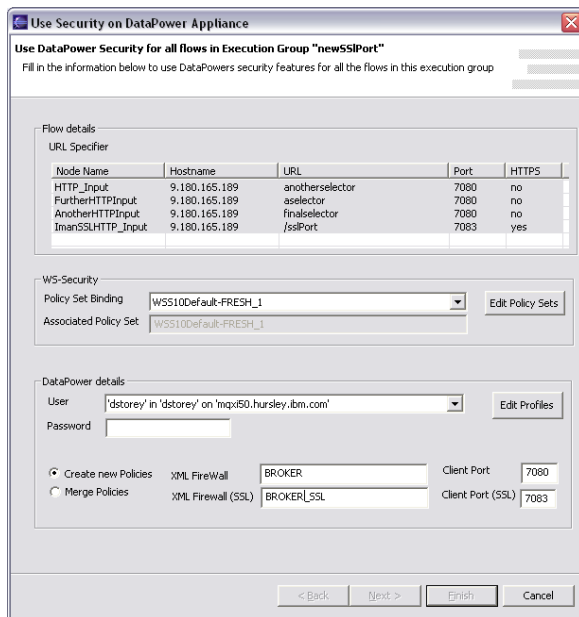 Use Security on DataPower Appliance
Use DataPower Security for all flows in Execution Group "newSSlPort"
Fill in the information below to use DataPowers security features for all the flows in this execution group
Flow details
URL Specifier
Node Name Hostname URL Port HTTPS
HTTP_Input 9.180.165.189 anotherselector 7080 no
FurtherHTTPInput 9.180.165.189 aselector 7080 no
AnotherHTTPInput 9.180.165.189 finalselector 7080 no
ImanSSLHTTP_Input 9.180.165.189 /sslPort 7083 yes
WS-Security
Policy Set Binding WSS10Default-FRESH_1 Edit Policy Sets
Associated Policy Set WSS10Default-FRESH_1
DataPower details
User 'dstorey' in 'dstorey' on 'mqxi50.hursley.ibm.com' Edit Profiles
Password
Create new Policies XML FireWall BROKER Client Port 7080
Merge Policies XML Firewall (SSL) BROKER_SSL Client Port (SSL) 7083
< Back Next > Finish Cancel